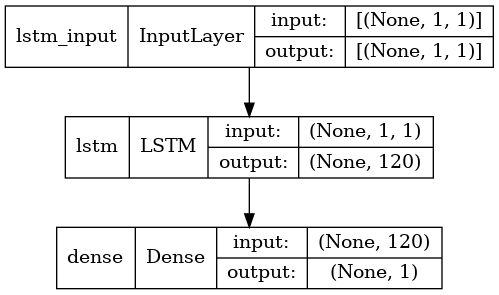 lstm_input InputLayer input: [(None, 1, 1)]
output: [(None, 1, 1)]
lstm LSTM input: (None, 1, 1)
output: (None, 120)
dense Dense input: (None, 120)
output: (None, 1)